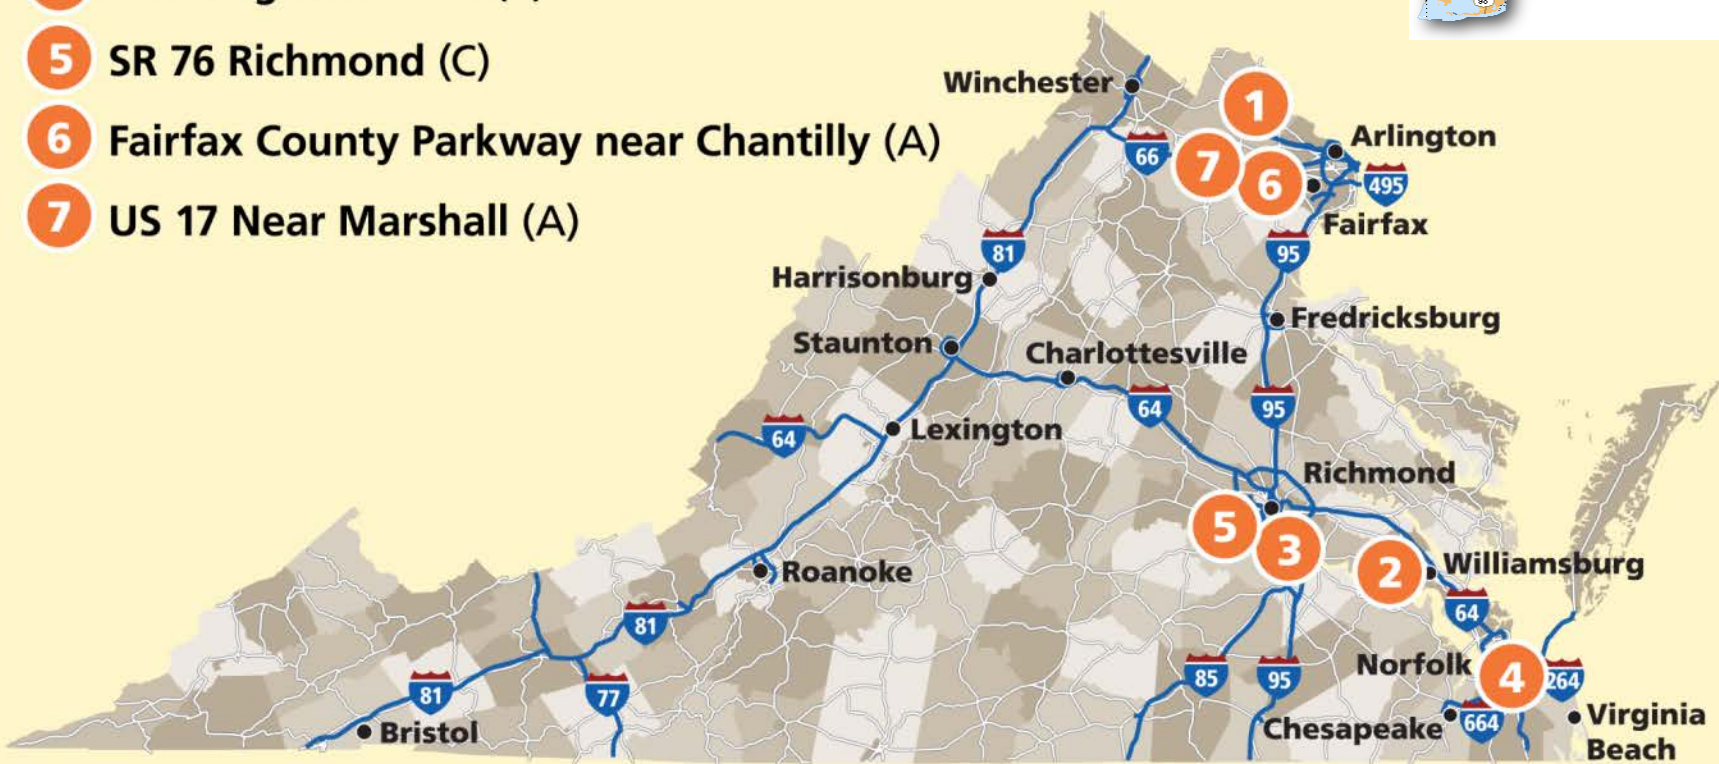 5 SR 76 Richmond (C)
6 Fairfax County Parkway near Chantilly (A)
7 US 17 Near Marshall (A)
Winchester
1
Arlington
66
7
6
495
Fairfax
81
95
Harrisonburg
Fredricksburg
Staunton
Charlottesville
64
95
64
Lexington
Richmond
5
3
2
Williamsburg
Roanoke
64
81
Norfolk
4
264
85
95
81
77
Chesapeake
664
Virginia
Beach
Bristol